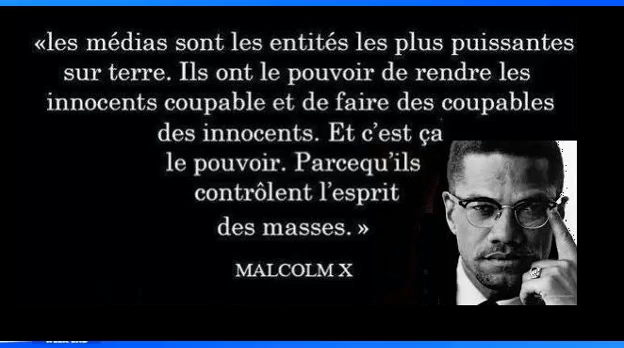 «les médias sont les entités les plus puissantes
sur terre. Ils ont le pouvoir de rendre les
innocents coupable et de faire des coupables
des innocents. Et c’est ça
le pouvoir. Parcequ’ils
contrôlent l’esprit
des masses. »
MALCOLM X